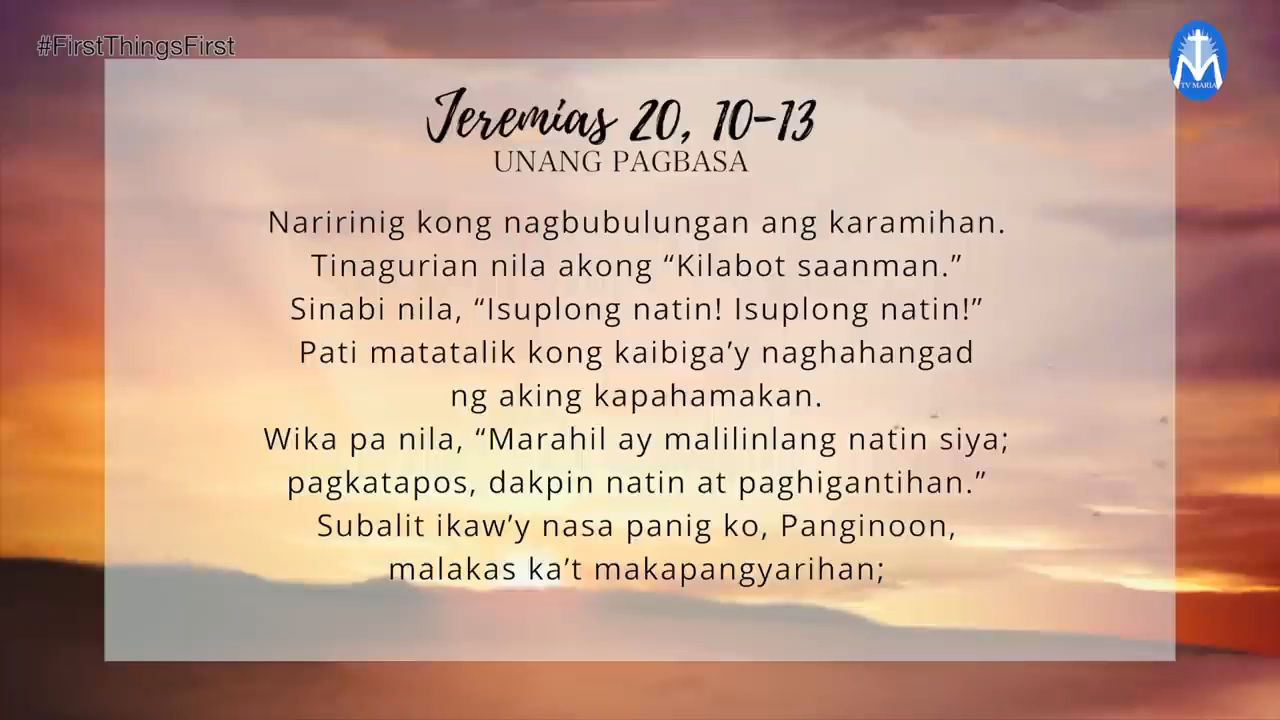 #FirstThingsFirst
TV MARIA
Jeremias 20, 10-13
UNANG PAGBASA
Naririnig kong nagbubulungan ang karamihan.
Tinagurian nila akong “Kilabot saanman.”
Sinabi nila, “Isuplong natin! Isuplong natin!”
Pati matatalik kong kaibiga’y naghahangad
ng aking kapahamakan.
Wika pa nila, “Marahil ay malilinlang natin siya;
pagkatapos, dakpin natin at paghigantihan.”
Subalit ikaw’y nasa panig ko, Panginoon,
malakas ka’t makapangyarihan;